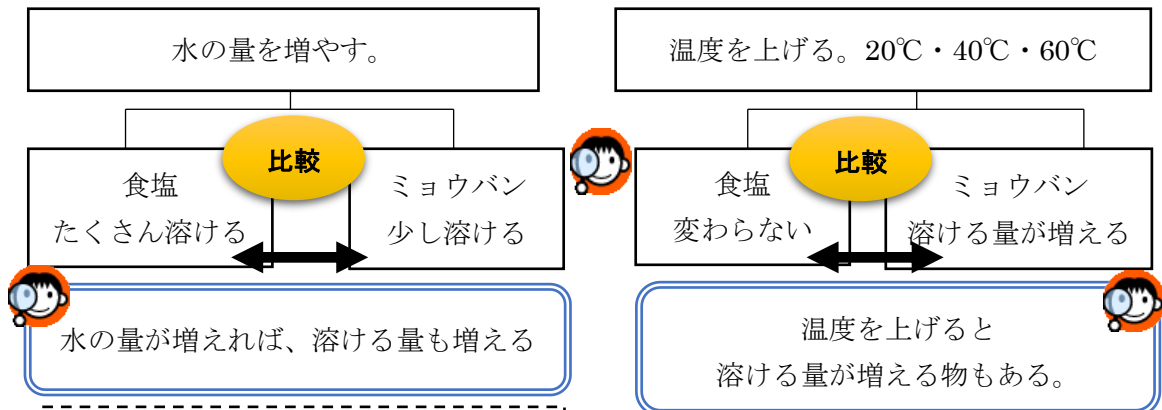 水の量を増やす。
比較
食塩
たくさん溶ける
ミョウバン
少し溶ける
水の量が増えれば、溶ける量も増える
温度を上げる。20℃・40℃・60℃
比較
食塩
変わらない
ミョウバン
溶ける量が増える
温度を上げると
溶ける量が増える物もある。